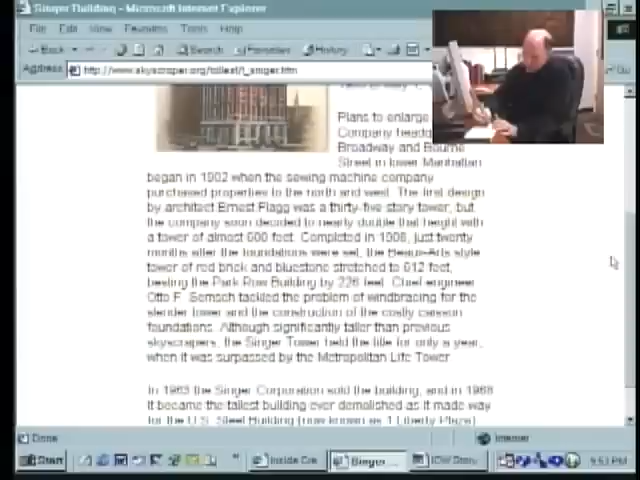 Singer Building - Microsoft Internet Explorer
File Edit View Favorites Tools Help
Back Search Favorites History
Address http://www.skyscraper.org/tallest/t_singer.htm
Go
Plans to enlarge
Company
Broadway and Bourne
Street in lower Manhattan
began in 1902 when the sewing machine company
purchased properties to the north and west. The first design
by architect Ernest Flagg was a thirty-five story tower, but
the company soon decided to nearly double that height with
a tower of almost 600 feet. Completed in 1908, just twenty
months after the foundations were set, the Beaux-Arts style
tower of red brick and bluestone stretched to 612 feet,
besting the Park Row Building by 226 feet. Chief engineer
Otto F. Semsch tackled the problem of windbracing for the
slender tower and the construction of the costly caisson
foundations. Although significantly taller than previous
skyscrapers, the Singer Tower held the title for only a year,
when it was surpassed by the Metropolitan Life Tower
In 1963 the Singer Corporation sold the building, and in 1968
it became the tallest building ever demolished as it made way
for the U.S. Steel Building (now known as 1 Liberty Plaza)
Done Internet
Start Inside Cre Singer ... ICW Story 9:53 PM